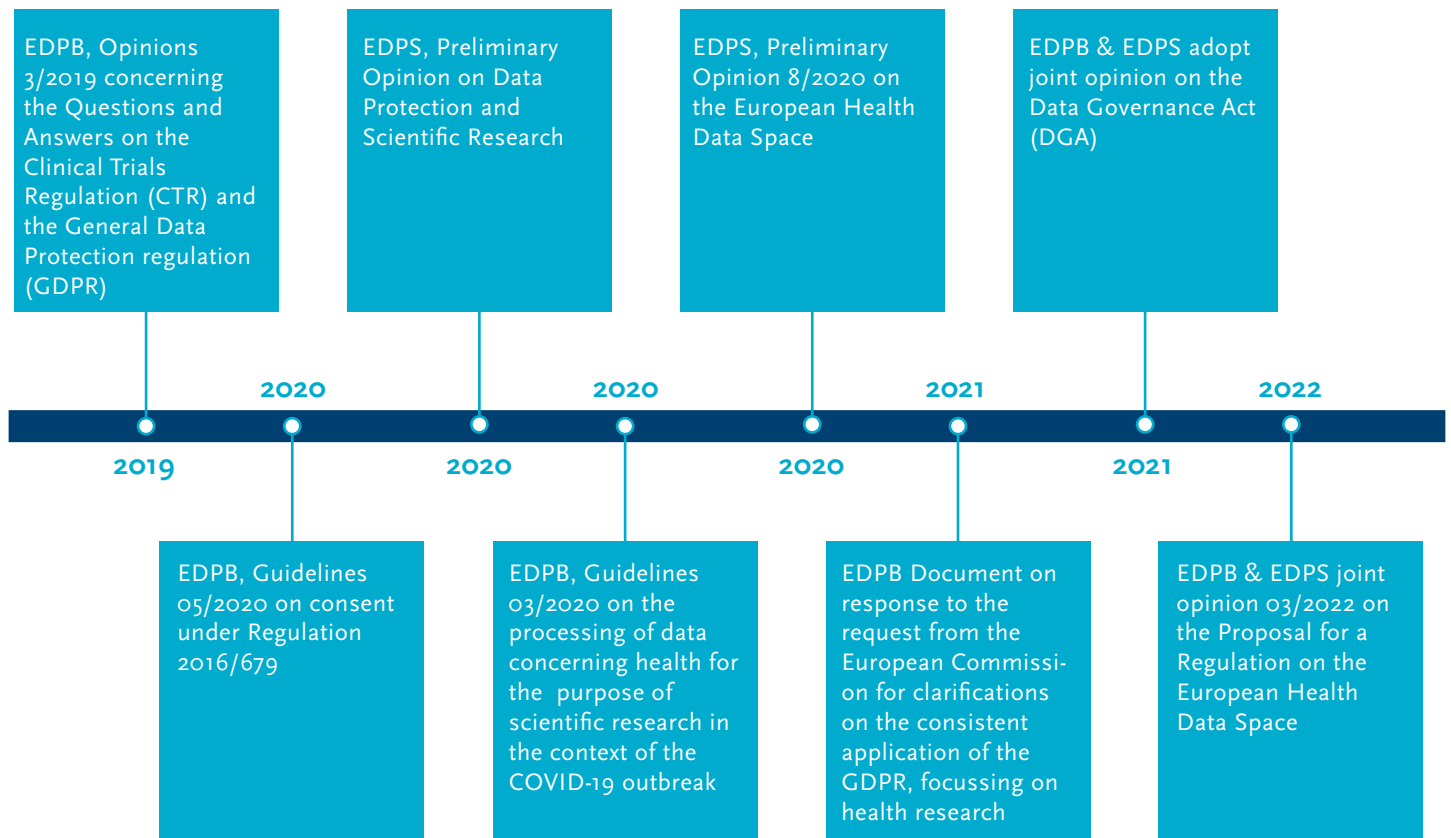 EDPB, Opinions
3/2019 concerning
the Questions and
Answers on the
Clinical Trials
Regulation (CTR) and
the General Data
Protection regulation
(GDPR)
EDPS, Preliminary
Opinion on Data
Protection and
Scientific Research
EDPS, Preliminary
Opinion 8/2020 on
the European Health
Data Space
EDPB & EDPS adopt
joint opinion on the
Data Governance Act
(DGA)
2020
2020
2021
2022
2019
2020
2020
2021
EDPB, Guidelines
05/2020 on consent
under Regulation
2016/679
EDPB, Guidelines
03/2020 on the
processing of data
concerning health for
the purpose of
scientific research in
the context of the
COVID-19 outbreak
EDPB Document on
response to the
request from the
European Commissi-
on for clarifications
on the consistent
application of the
GDPR, focussing on
health research
EDPB & EDPS joint
opinion 03/2022 on
the Proposal for a
Regulation on the
European Health
Data Space